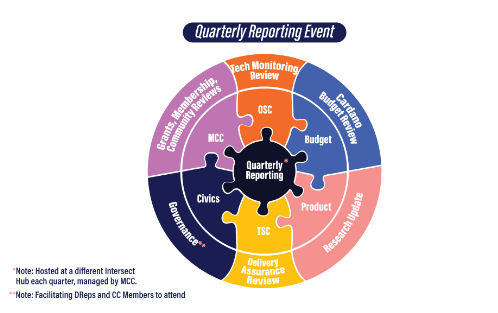 Quarterly Reporting Event
Tech Monitoring
Review
OSC
Cardano
Budget Review
Budget
Research Update
Product
Delivery
Assurance
Review
TSC
Governance**
Civics
Grants, Membership,
Community Reviews
MCC
Quarterly *
Reporting
*Note: Hosted at a different Intersect
Hub each quarter, managed by MCC.
**Note: Facilitating DReps and CC Members to attend